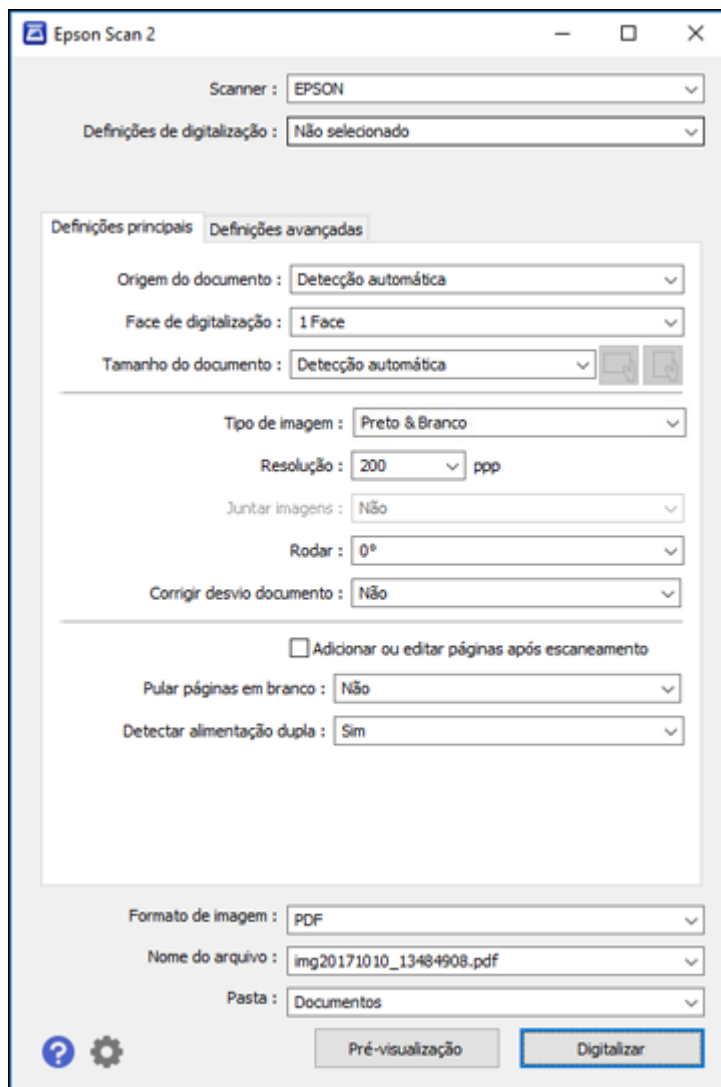 Epson Scan 2
Scanner : EPSON
Definições de digitalização : Não selecionado
Definições principais Definições avançadas
Origem do documento : Detecção automática
Face de digitalização : 1 Face
Tamanho do documento : Detecção automática
Tipo de imagem : Preto & Branco
Resolução : 200 ppp
Juntar imagens : Não
Rodar : 0°
Corrigir desvio documento : Não
Adicionar ou editar páginas após escaneamento
Pular páginas em branco : Não
Detectar alimentação dupla : Sim
Formato de imagem : PDF
Nome do arquivo : img20171010_13484908.pdf
Pasta : Documentos
? Pré-visualização Digitalizar